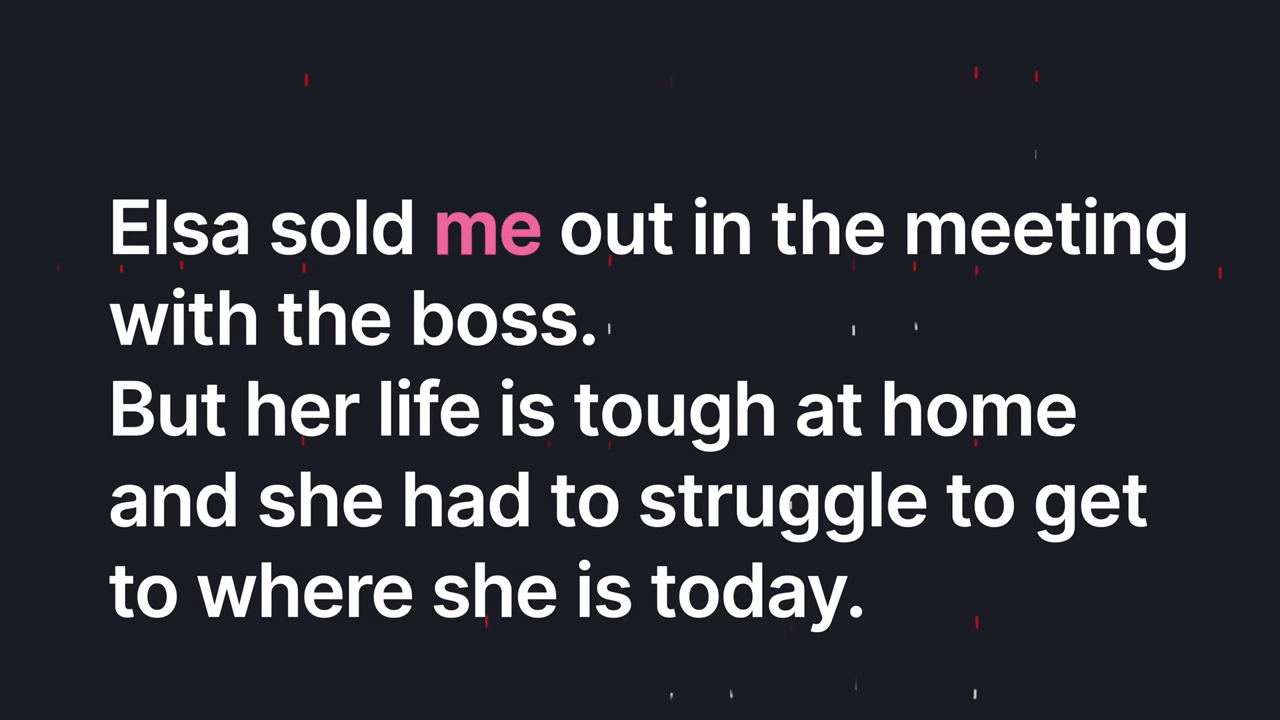 Elsa sold me out in the meeting
with the boss.
But her life is tough at home
and she had to struggle to get
to where she is today.